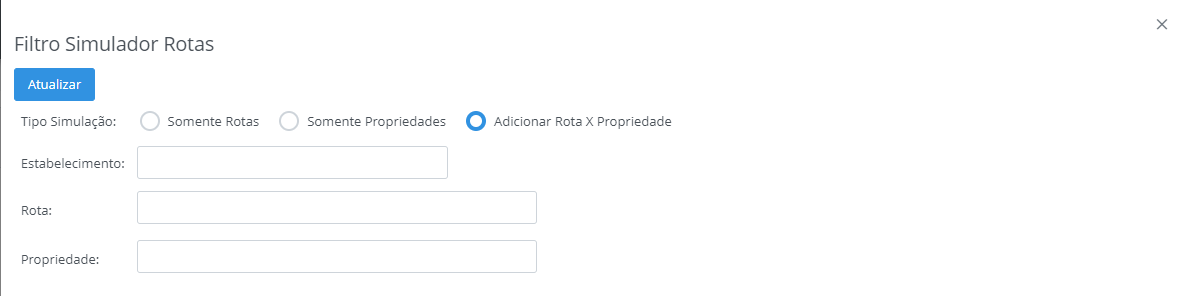 Filtro Simulador Rotas
Atualizar
Tipo Simulação: Somente Rotas Somente Propriedades Adicionar Rota X Propriedade
Estabelecimento:
Rota:
Propriedade: